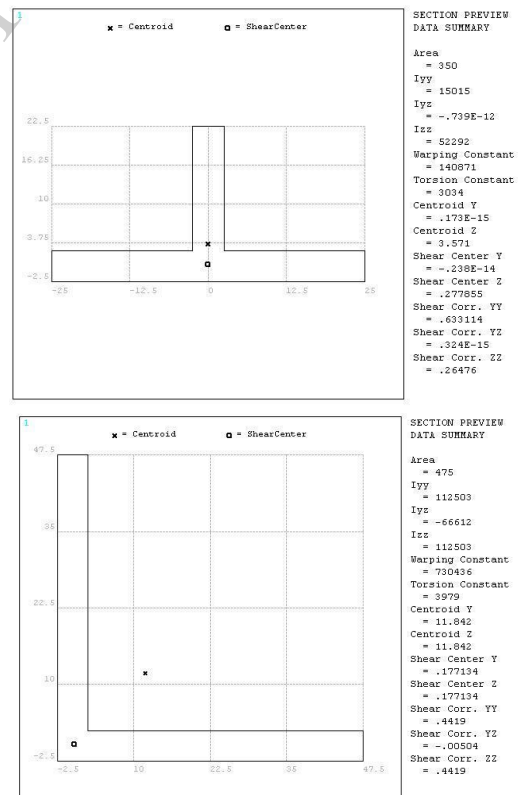 1
× = Centroid
o = ShearCenter
22.5
16.25
10
3.75
-2.5
-25
-12.5
0
12.5
25
SECTION PREVIEW
DATA SUMMARY
Area
= 350
Iyy
= 15015
Iyz
= -.739E-12
Izz
= 52292
Warping Constant
= 140871
Torsion Constant
= 3034
Centroid Y
= .173E-15
Centroid Z
= 3.571
Shear Center Y
= -.238E-14
Shear Center Z
= .277855
Shear Corr. YY
= .633114
Shear Corr. YZ
= .324E-15
Shear Corr. ZZ
= .26476
1
× = Centroid
o = ShearCenter
47.5
35
22.5
10
-2.5
-2.5
10
22.5
35
47.5
SECTION PREVIEW
DATA SUMMARY
Area
= 475
Iyy
= 112503
Iyz
= -66612
Izz
= 112503
Warping Constant
= 730436
Torsion Constant
= 3979
Centroid Y
= 11.842
Centroid Z
= 11.842
Shear Center Y
= .177134
Shear Center Z
= .177134
Shear Corr. YY
= .4419
Shear Corr. YZ
= -.00504
Shear Corr. ZZ
= .4419